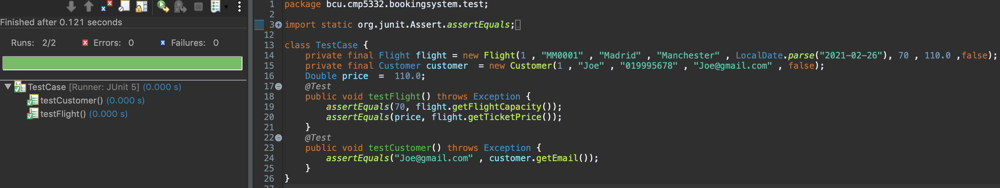 Finished after 0.121 seconds
Runs: 2/2 Errors: 0 Failures: 0
TestCase [Runner: JUnit 5] (0.000 s)
testCustomer() (0.000 s)
testFlight() (0.000 s)
1 package bcu.cmp5332.bookingsystem.test;
2
3 import static org.junit.Assert.assertEquals;
12
13 class TestCase {
14 private final Flight flight = new Flight(1 , "MM0001" , "Madrid" , "Manchester" , LocalDate.parse("2021-02-26"), 70 , 110.0 ,false);
15 private final Customer customer = new Customer(1 , "Joe" , "019995678" , "Joe@gmail.com" , false);
16 Double price = 110.0;
17 @Test
18 public void testFlight() throws Exception {
19 assertEquals(70, flight.getFlightCapacity());
20 assertEquals(price, flight.getTicketPrice());
21 }
22 @Test
23 public void testCustomer() throws Exception {
24 assertEquals("Joe@gmail.com" , customer.getEmail());
25 }
26 }
27